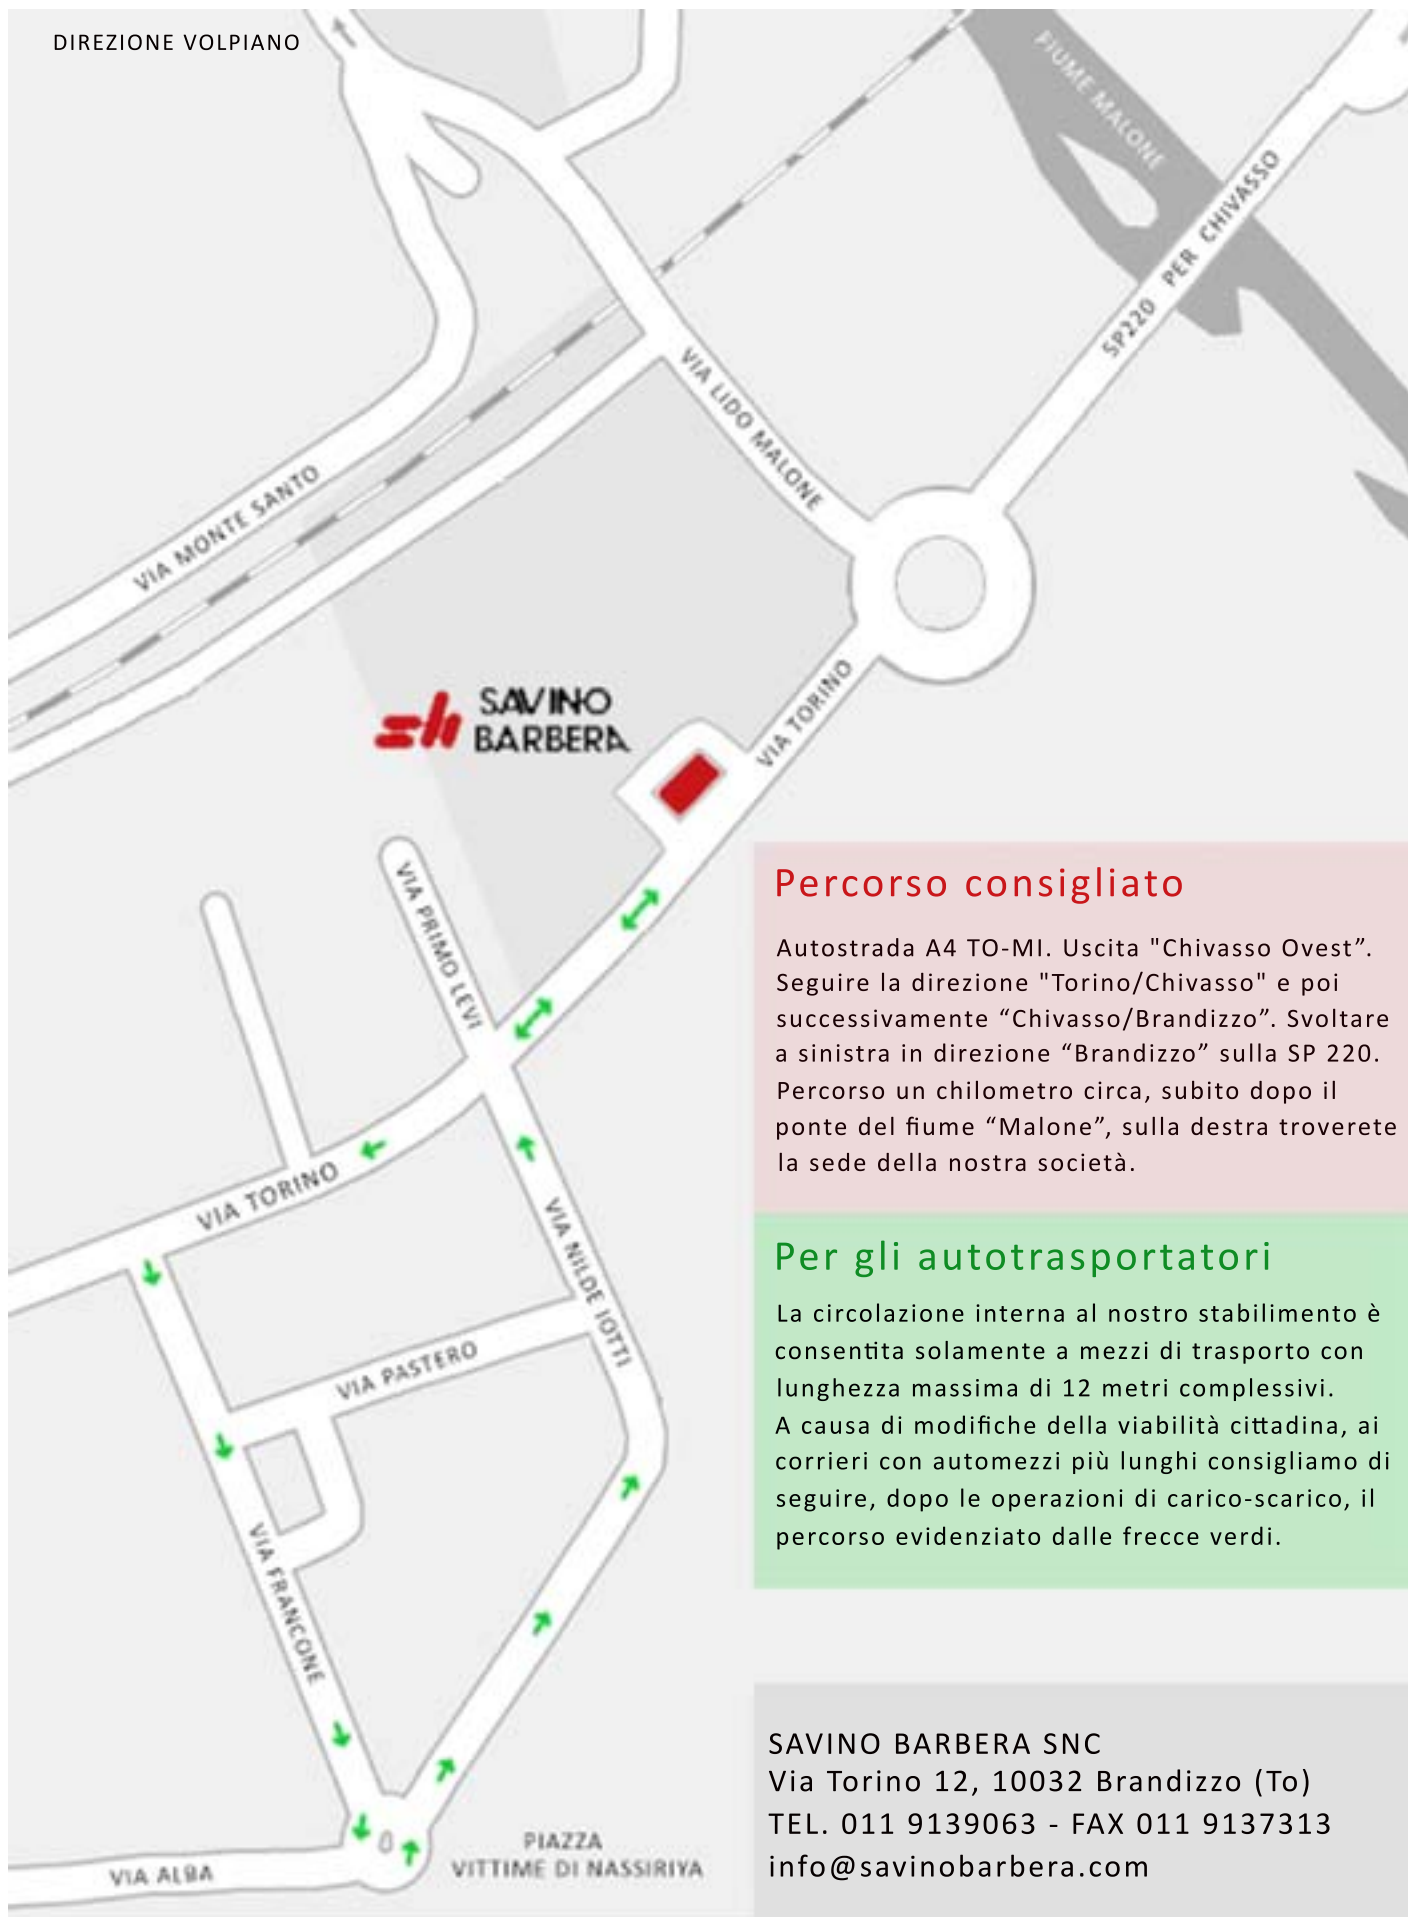 DIREZIONE VOLPIANO
FIUME MALONE
SP220 PER CHIVASSO
VIA LIDO MALONE
VIA MONTE SANTO
SAVINO
BARBERA
VIA TORINO
VIA PRIMO LEVI
Percorso consigliato
Autostrada A4 TO-MI. Uscita "Chivasso Ovest”.
Seguire la direzione "Torino/Chivasso" e poi
successivamente “Chivasso/Brandizzo”. Svoltare
a sinistra in direzione “Brandizzo” sulla SP 220.
Percorso un chilometro circa, subito dopo il
ponte del fiume “Malone”, sulla destra troverete
la sede della nostra società.
VIA TORINO
VIA NILDE IOTTI
VIA PASTERO
VIA FRANCONE
Per gli autotrasportatori
La circolazione interna al nostro stabilimento è
consentita solamente a mezzi di trasporto con
lunghezza massima di 12 metri complessivi.
A causa di modifiche della viabilità cittadina, ai
corrieri con automezzi più lunghi consigliamo di
seguire, dopo le operazioni di carico-scarico, il
percorso evidenziato dalle frecce verdi.
PIAZZA
VITTIME DI NASSIRIYA
VIA ALBA
SAVINO BARBERA SNC
Via Torino 12, 10032 Brandizzo (To)
TEL. 011 9139063 - FAX 011 9137313
info@savinobarbera.com